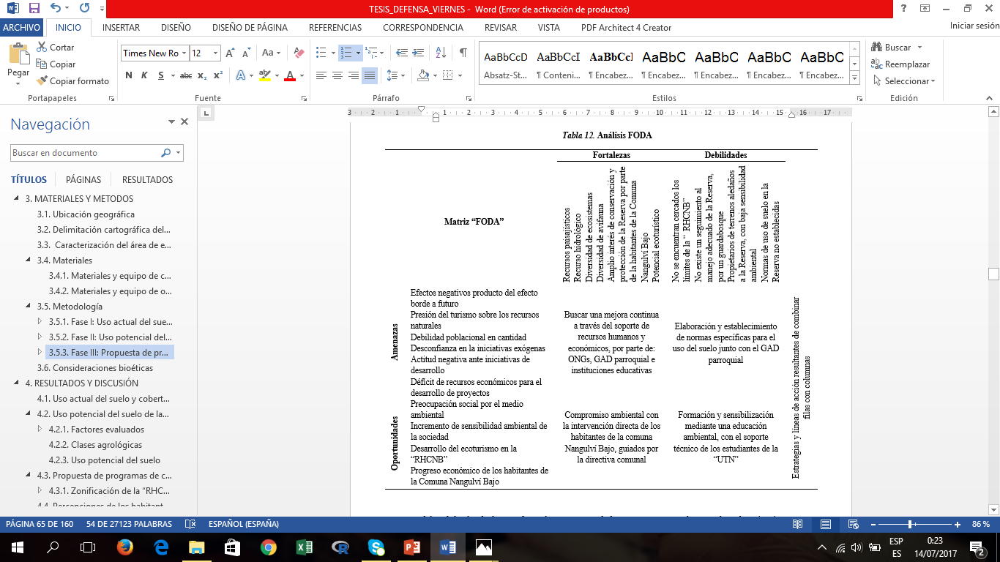 TESIS_DEFENSA_VIERNES - Word (Error de activación de productos)
ARCHIVO INICIO INSERTAR DISEÑO DISEÑO DE PÁGINA REFERENCIAS CORRESPONDENCIA REVISAR VISTA PDF Architect 4 Creator Iniciar sesión
Pegar
Cortar
Copiar
Copiar formato
Portapapeles
Times New Ro 12
N K S abc x₂ x²
Fuente
Párrafo
AaBbCcD AaBbCcI AaBbCcI AaBbC AaBbC AaBbC AaBbC
Absatz-St... ¶ Conteni... ¶ Encabez... ¶ Encabez... ¶ Encabez... ¶ Encabez... ¶ Encabez...
Estilos
Buscar
Reemplazar
Seleccionar
Edición
Navegación
Buscar en documento
TÍTULOS PÁGINAS RESULTADOS
3. MATERIALES Y METODOS
3.1. Ubicación geográfica
3.2. Delimitación cartográfica del...
3.3. Caracterización del área de e...
3.4. Materiales
3.4.1. Materiales y equipo de c...
3.4.2. Materiales y equipo de o...
3.5. Metodología
3.5.1. Fase I: Uso actual del sue...
3.5.2. Fase II: Uso potencial del...
3.5.3. Fase III: Propuesta de pr...
3.6. Consideraciones bioéticas
4. RESULTADOS Y DISCUSIÓN
4.1. Uso actual del suelo y cobert...
4.2. Uso potencial del suelo de la...
4.2.1. Factores evaluados
4.2.2. Clases agrológicas
4.2.3. Uso potencial del suelo
4.3. Propuesta de programas de c...
4.3.1. Zonificación de la “RHC...
4.4. Percepciones de los habitant...
3 2 1 1 2 3 4 5 6 7 8 9 10 11 12 13 14 15 16 17
Tabla 12. Análisis FODA
Matriz “FODA”
Fortalezas
Recursos paisajísticos
Recurso hidrológico
Diversidad de ecosistemas
Diversidad de avifauna
Amplio interés de conservación y
protección de la Reserva por parte
de la habitantes de la Comuna
Nangulví Bajo
Potencial ecoturístico
Debilidades
No se encuentran cercados los
limites de la “ RHCNB”
No existe un seguimiento al
manejo adecuado de la Reserva,
por un guardabosque
Propietarios de terrenos aledaños
a la Reserva, con baja sensibilidad
ambiental
Normas de uso de suelo en la
Reserva no establecidas
Amenazas
Efectos negativos producto del efecto
borde a futuro
Presión del turismo sobre los recursos
naturales
Debilidad poblacional en cantidad
Desconfianza en la iniciativas exógenas
Actitud negativa ante iniciativas de
desarrollo
Déficit de recursos económicos para el
desarrollo de proyectos
Buscar una mejora continua
a través del soporte de
recursos humanos y
económicos, por parte de:
ONGs, GAD parroquial e
instituciones educativas
Elaboración y establecimiento
de normas específicas para el
uso del suelo junto con el GAD
parroquial
Oportunidades
Preocupación social por el medio
ambiental
Incremento de sensibilidad ambiental de
la sociedad
Desarrollo del ecoturismo en la
“RHCNB”
Progreso económico de los habitantes de
la Comuna Nangulví Bajo
Compromiso ambiental con
la intervención directa de los
habitantes de la comuna
Nangulví Bajo, guiados por
la directiva comunal
Formación y sensibilización
mediante una educación
ambiental, con el soporte
técnico de los estudiantes de la
“UTN”
Estrategias y líneas de acción resultantes de combinar
filas con columnas
PÁGINA 65 DE 160 54 DE 27123 PALABRAS ESPAÑOL (ESPAÑA) 86 %
ESP
ES
0:23
14/07/2017
2